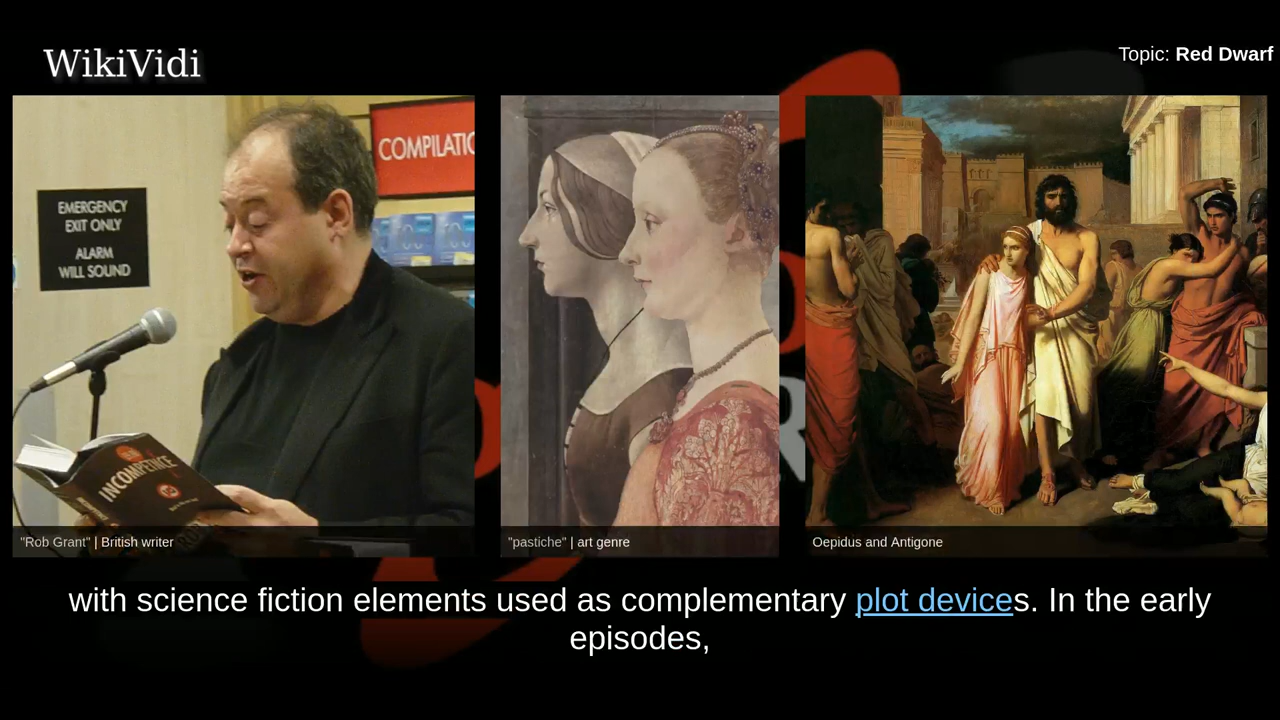 WikiVidi
Topic: Red Dwarf
COMPILATIO
EMERGENCY
EXIT ONLY
ALARM
WILL SOUND
INCOMPETENCE
"Rob Grant" | British writer
"pastiche" | art genre
Oepidus and Antigone
with science fiction elements used as complementary plot devices. In the early
episodes,